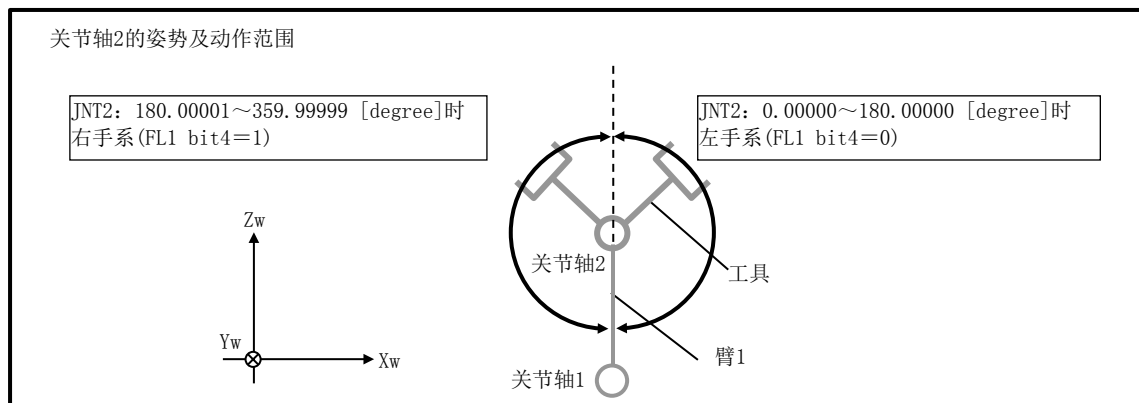 关节轴2的姿势及动作范围
JNT2：180.00001～359.99999 [degree]时
右手系(FL1 bit4＝1)
JNT2：0.00000～180.00000 [degree]时
左手系(FL1 bit4＝0)
Zw
关节轴2
工具
Yw
Xw
臂1
关节轴1